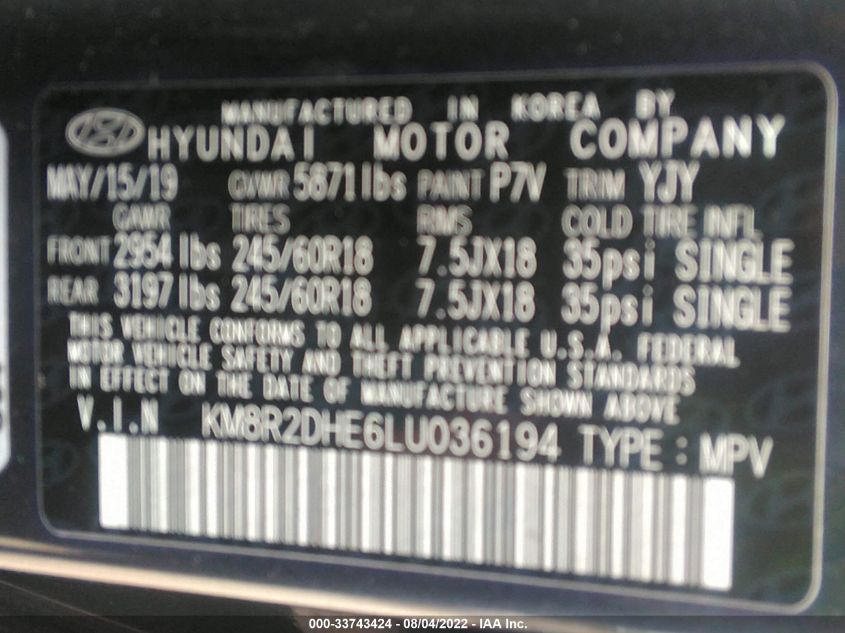 MANUFACTURED IN KOREA BY
HYUNDAI MOTOR COMPANY
MAY/15/19 GVWR 5871lbs PAINT P7V TRIM YJY
GAWR TIRES RMS COLD TIRE INFL
FRONT 2954 lbs 245/60R18 7.5JX18 35psi SINGLE
REAR 3197 lbs 245/60R18 7.5JX18 35psi SINGLE
THIS VEHICLE CONFORMS TO ALL APPLICABLE U.S.A. FEDERAL
MOTOR VEHICLE SAFETY AND THEFT PREVENTION STANDARDS
IN EFFECT ON THE DATE OF MANUFACTURE SHOWN ABOVE
V.I.N KM8R2DHE6LU036194 TYPE : MPV
000-33743424 - 08/04/2022 - IAA Inc.